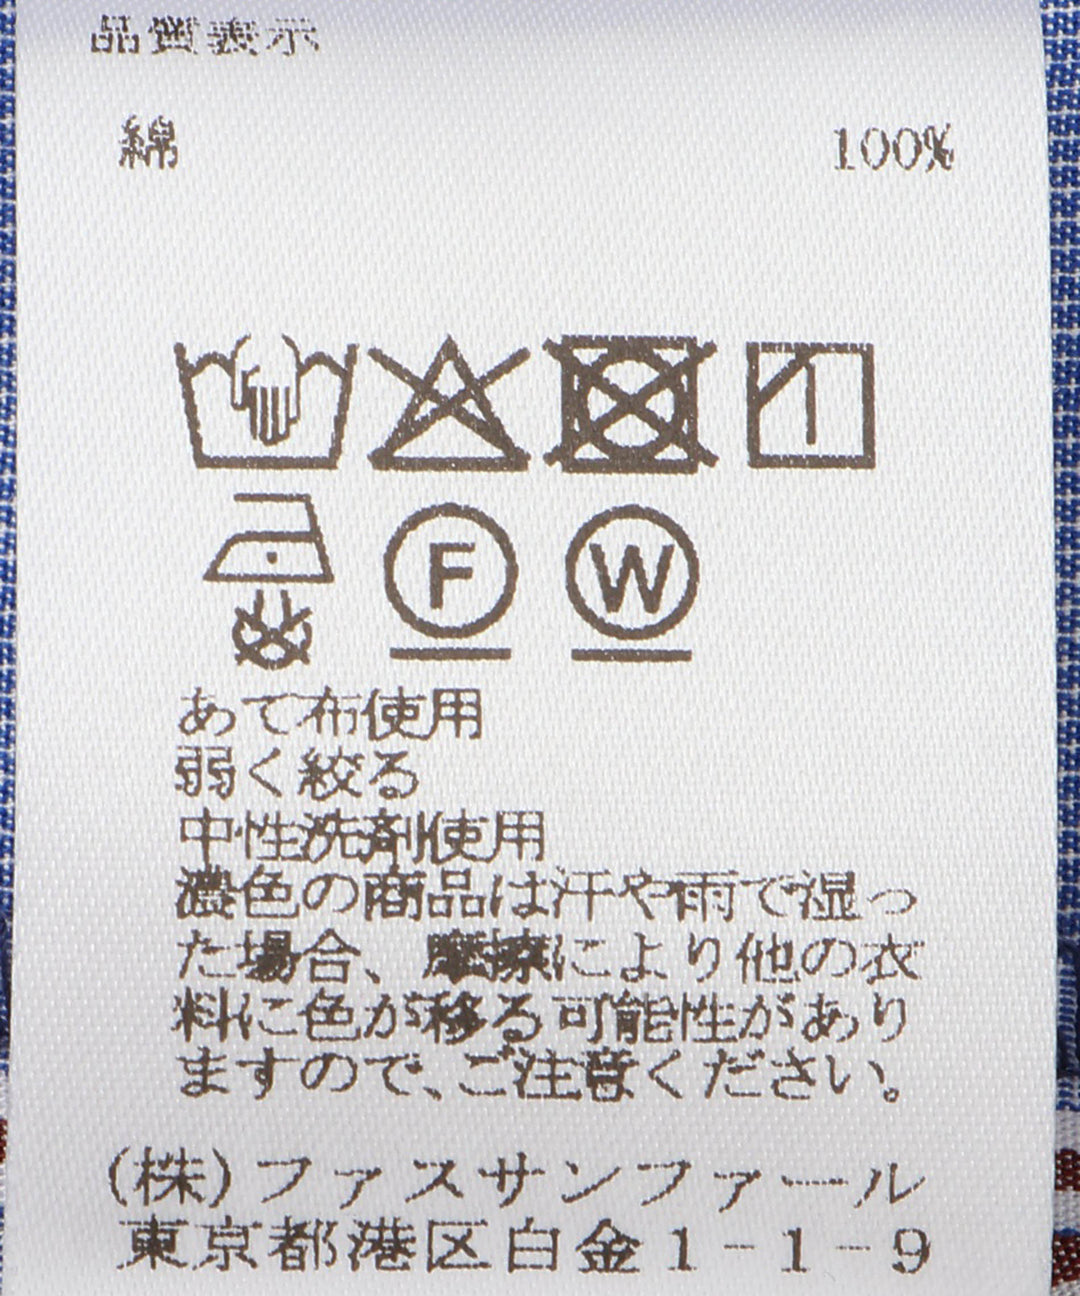 品質表示
綿 100%
F W
あて布使用
弱く絞る
中性洗剤使用
濃色の商品は汗や雨で湿っ
た場合、摩擦により他の衣
料に色が移る可能性があり
ますので、ご注意ください。
(株)ファスサンファール
東京都港区白金1-1-9